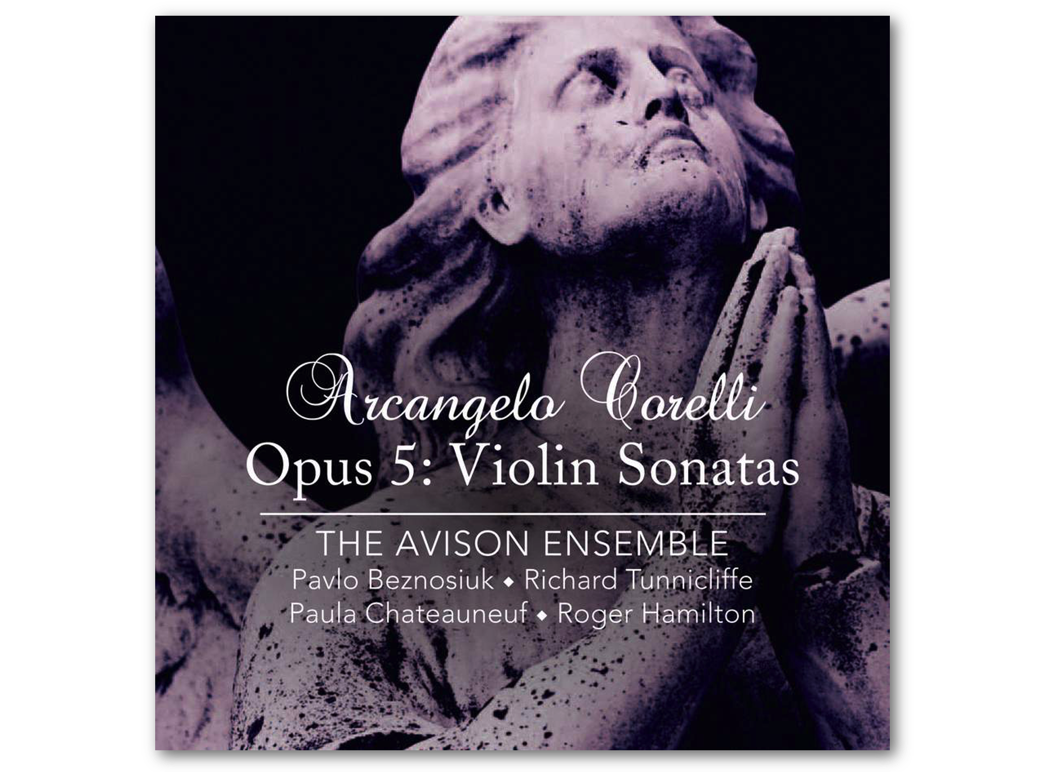 Arcangelo Corelli
Opus 5: Violin Sonatas
THE AVISON ENSEMBLE
Pavlo Beznosiuk ◆ Richard Tunnicliffe
Paula Chateauneuf ◆ Roger Hamilton